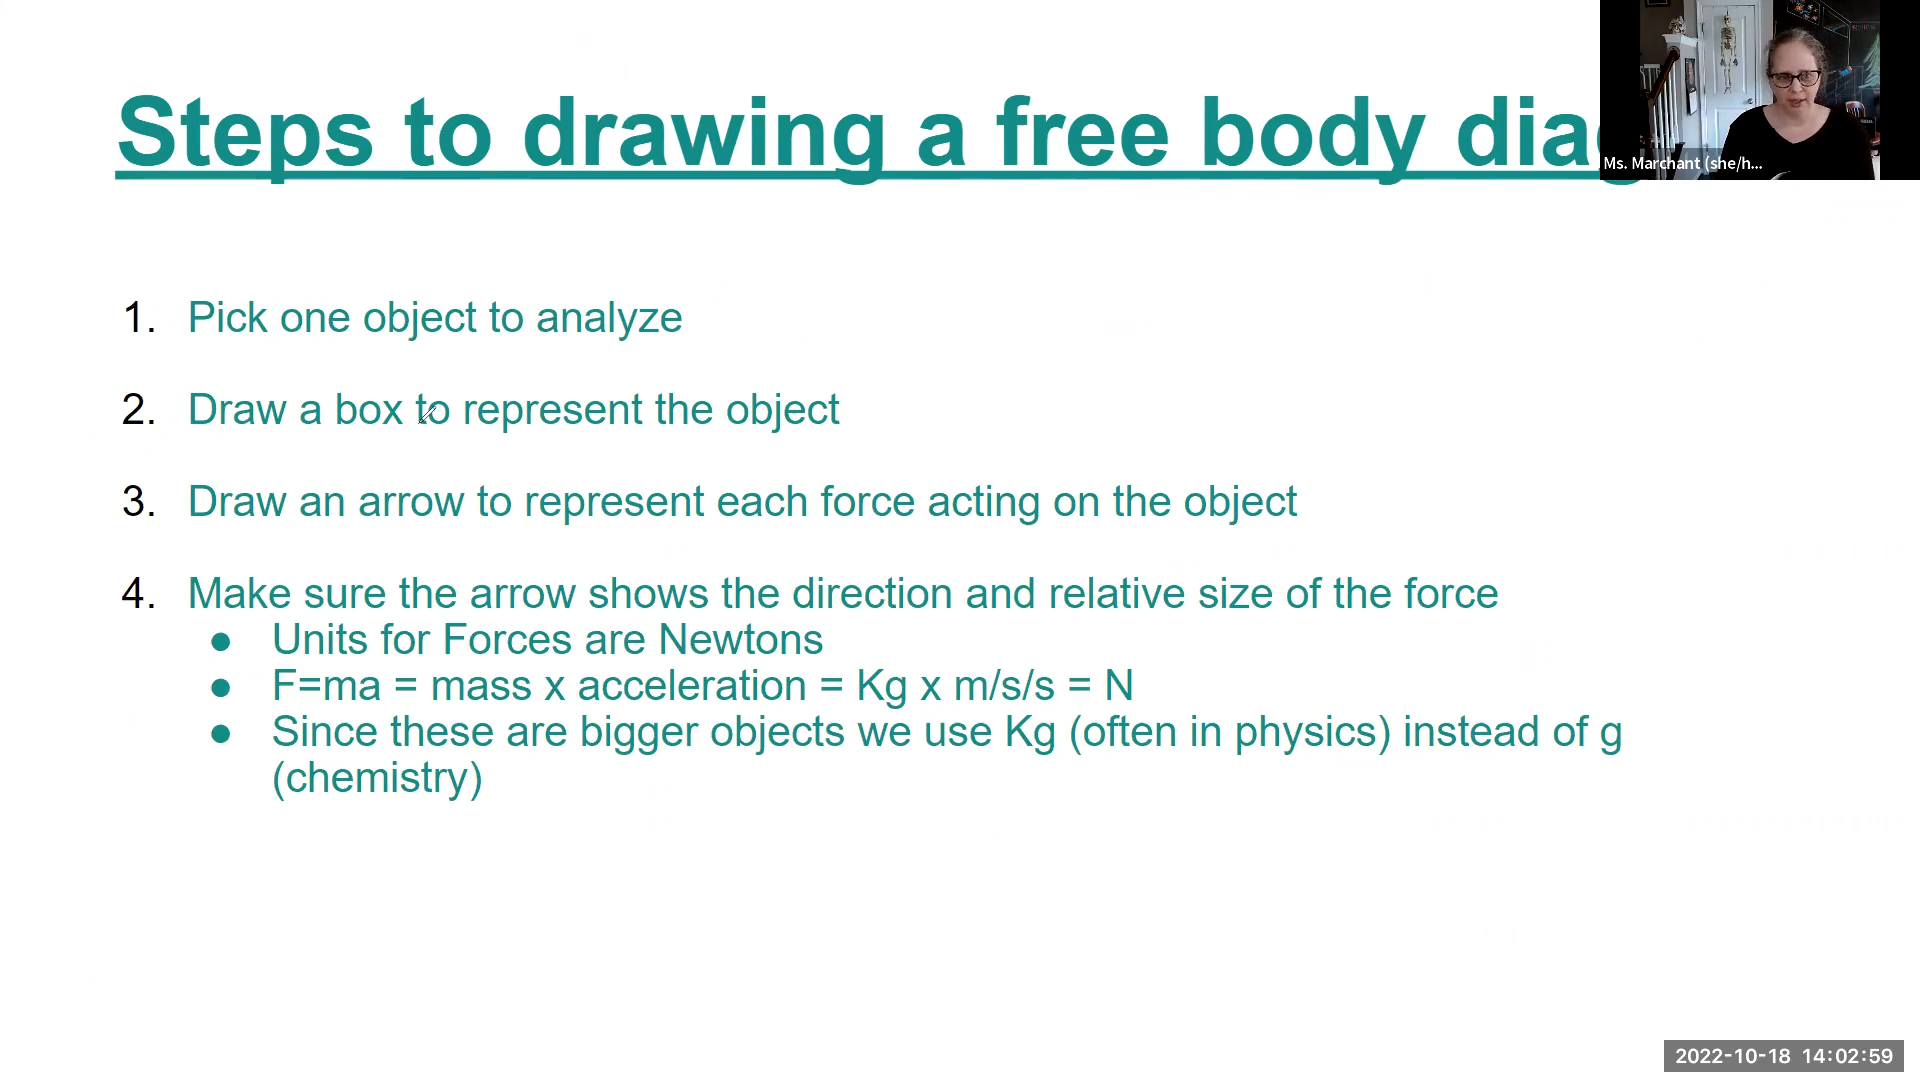 Steps to drawing a free body diag
Ms. Marchant (she/h...
1. Pick one object to analyze
2. Draw a box to represent the object
3. Draw an arrow to represent each force acting on the object
4. Make sure the arrow shows the direction and relative size of the force
● Units for Forces are Newtons
● F=ma = mass x acceleration = Kg x m/s/s = N
● Since these are bigger objects we use Kg (often in physics) instead of g
(chemistry)
2022-10-18 14:02:59